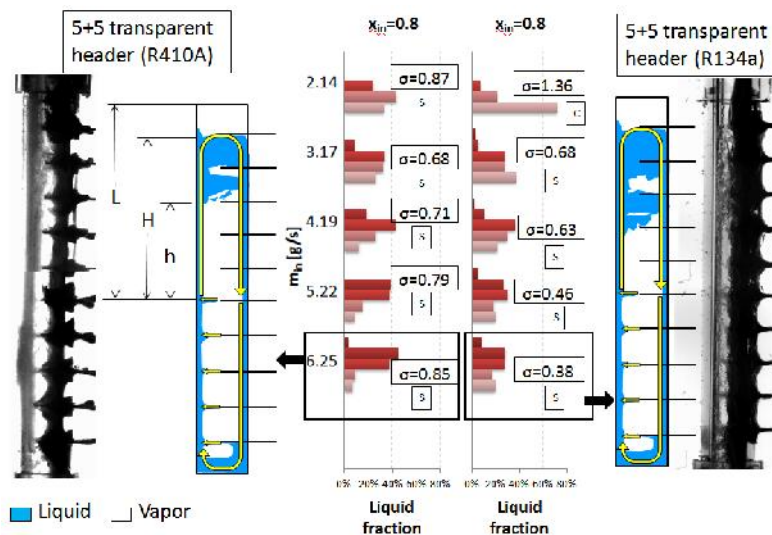 5+5 transparent
header (R410A)
x_in=0.8
x_in=0.8
5+5 transparent
header (R134a)
L
H
h
m_in [g/s]
2.14
σ=0.87
s
σ=1.36
c
3.17
σ=0.68
s
σ=0.68
s
4.19
σ=0.71
s
σ=0.63
s
5.22
σ=0.79
s
σ=0.46
s
6.25
σ=0.85
s
σ=0.38
s
0% 20% 40% 60% 80%
0% 20% 40% 60% 80%
Liquid
fraction
Liquid
fraction
Liquid
Vapor